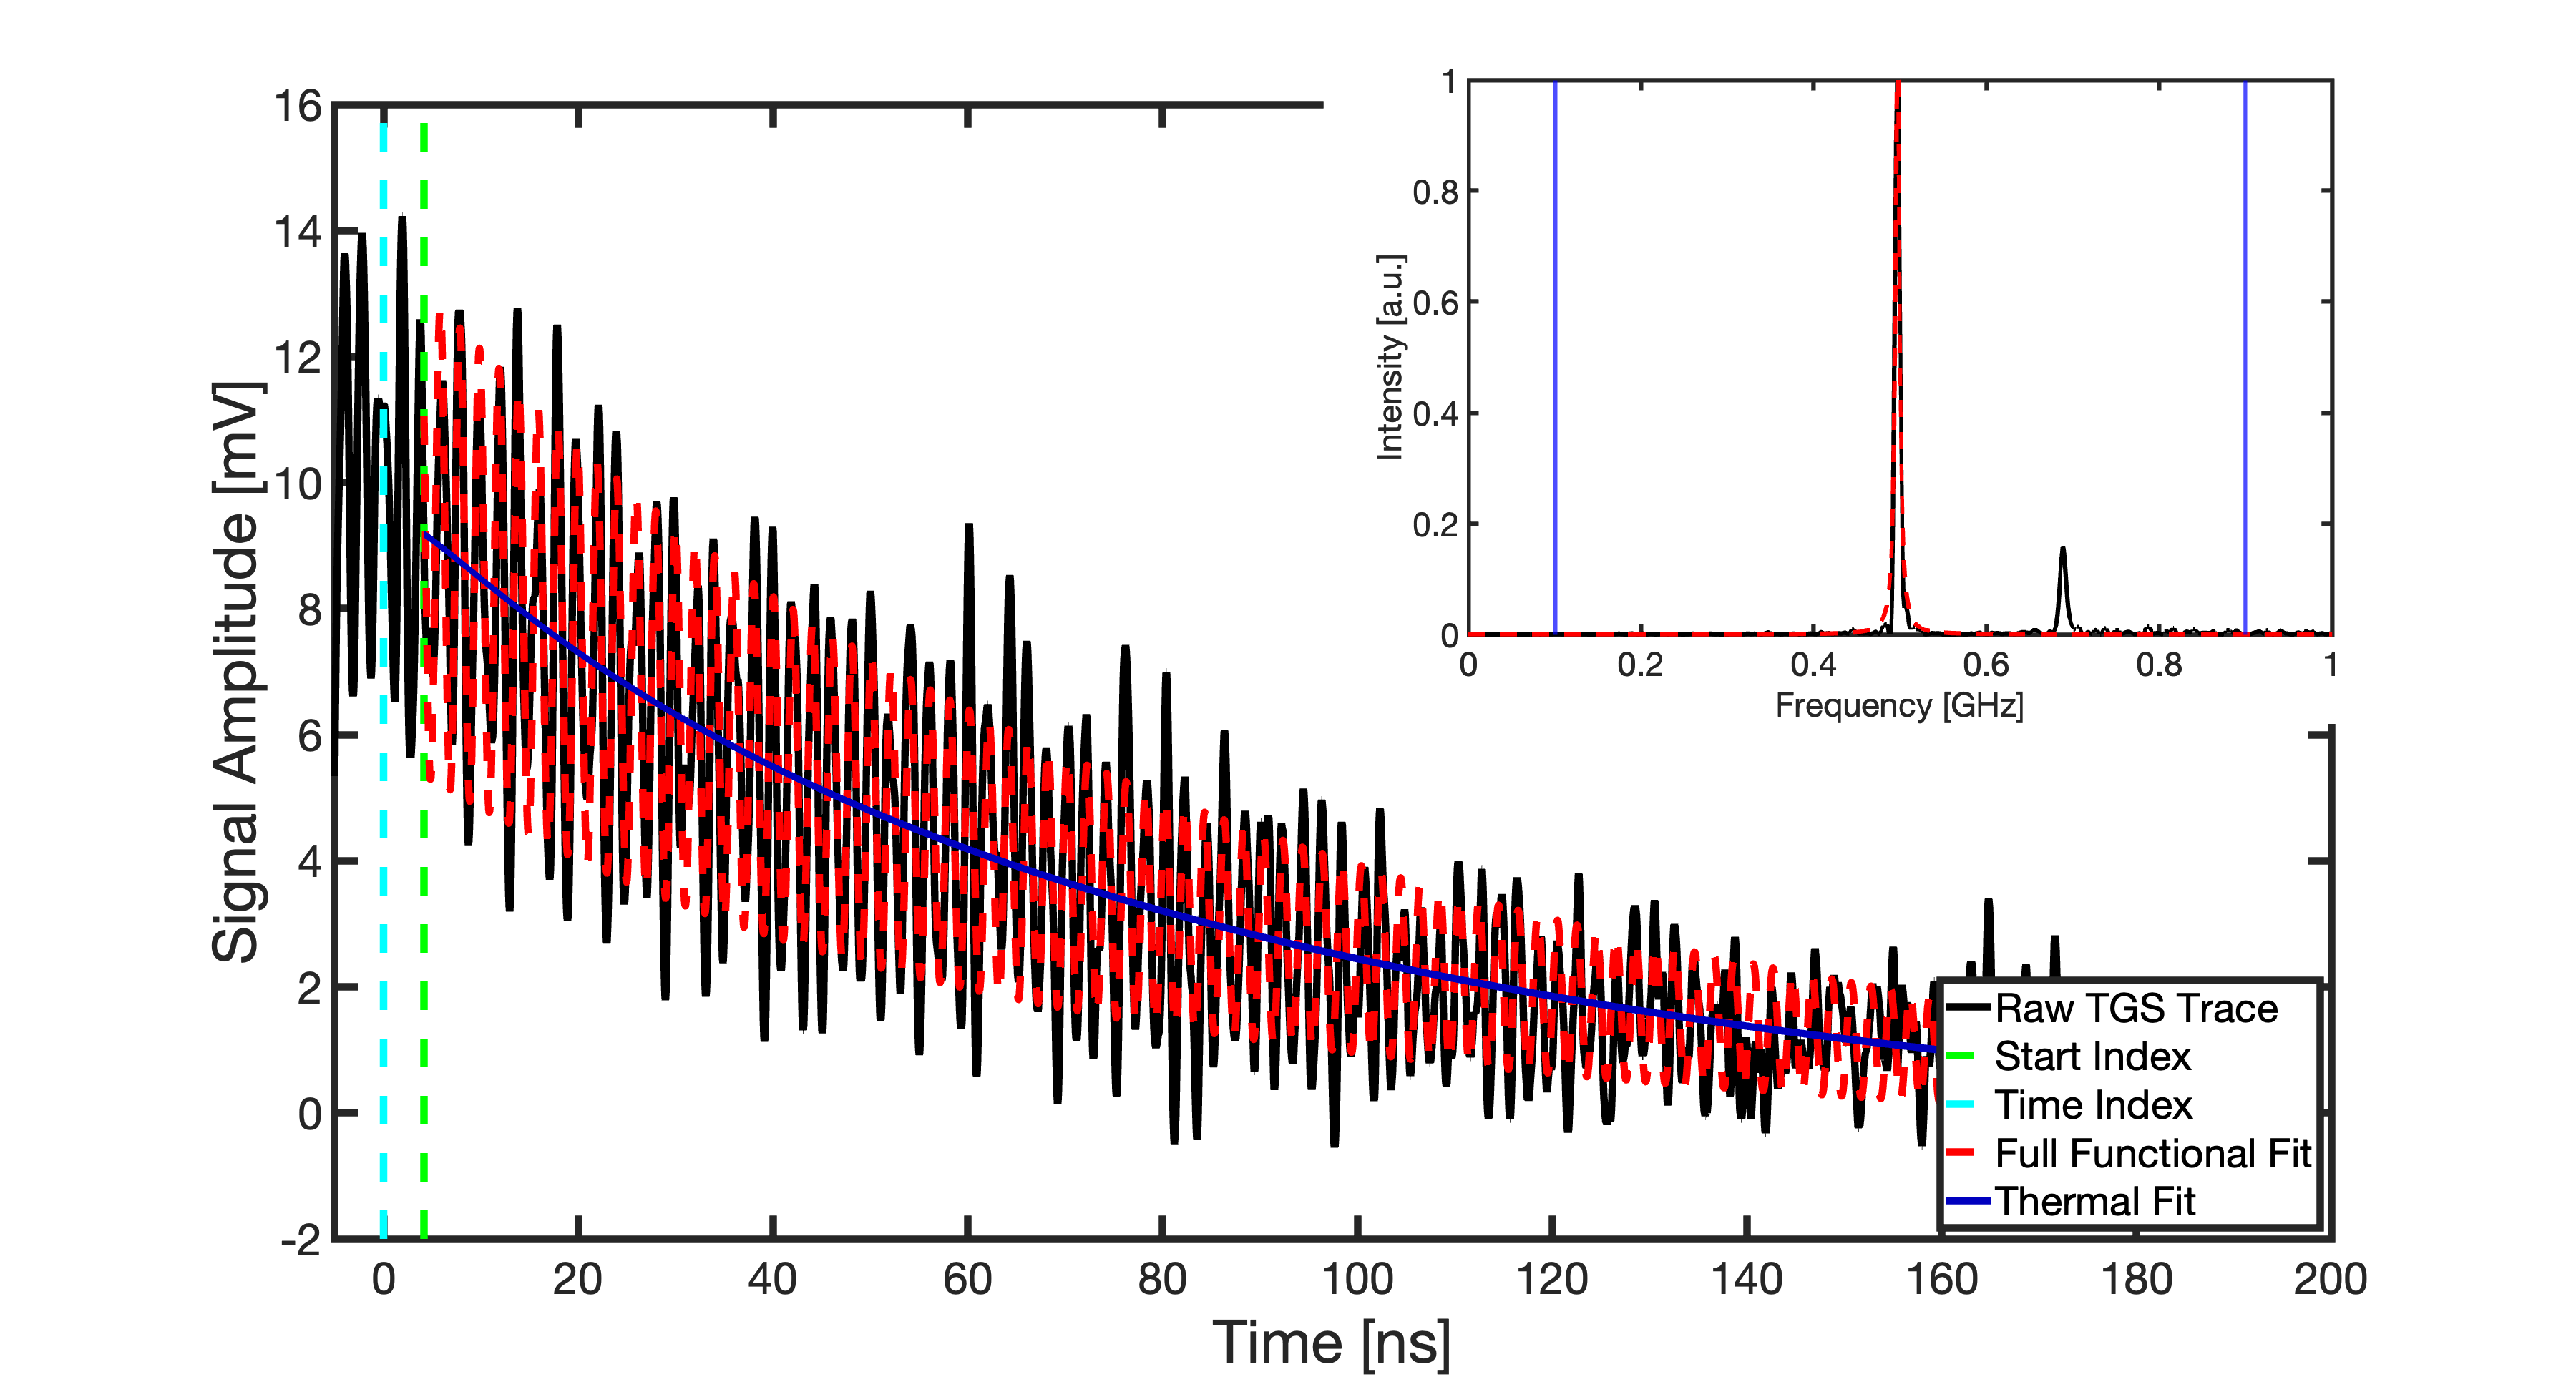 16
14
12
10
8
6
4
2
0
-2
Signal Amplitude [mV]
0 20 40 60 80 100 120 140 160 180 200
Time [ns]
1
0.8
0.6
0.4
0.2
0
Intensity [a.u.]
0 0.2 0.4 0.6 0.8 1
Frequency [GHz]
Raw TGS Trace
Start Index
Time Index
Full Functional Fit
Thermal Fit